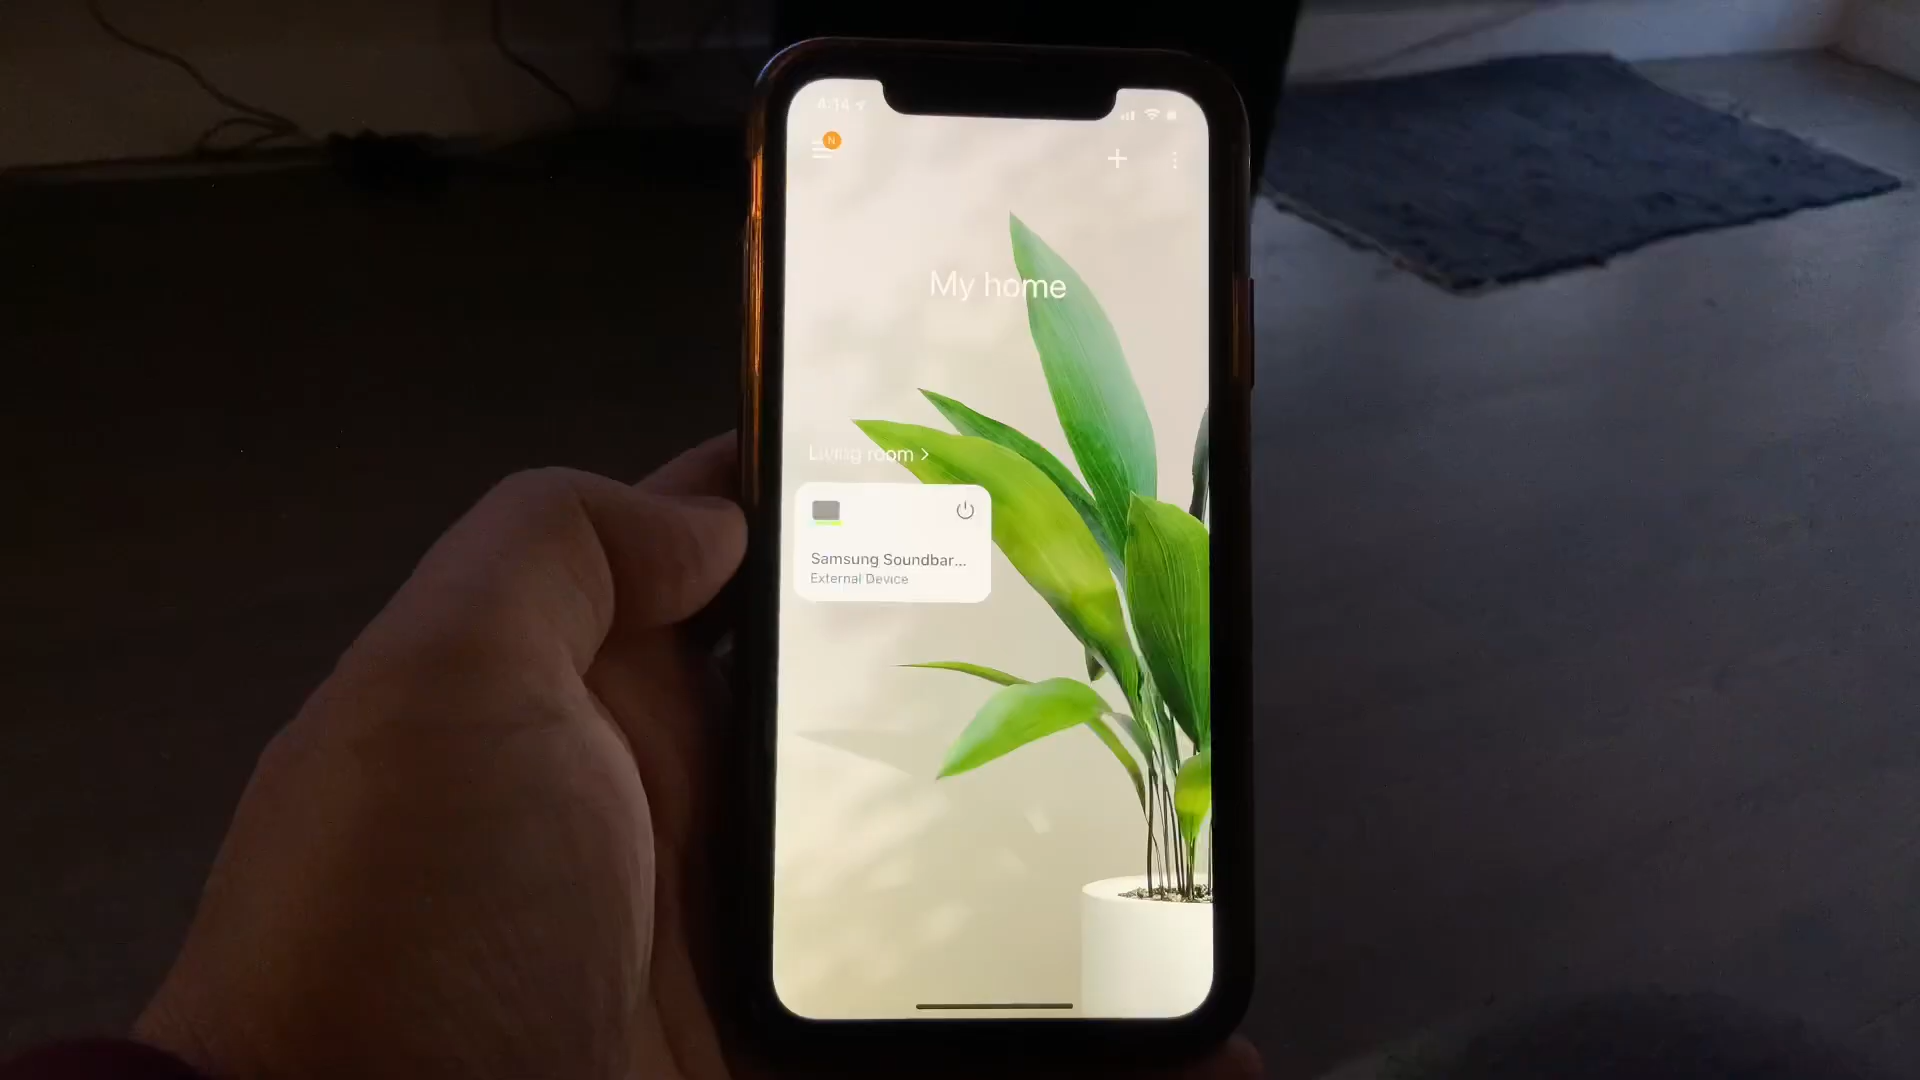 4:14
N
My home
Living room >
Samsung Soundbar...
External Device